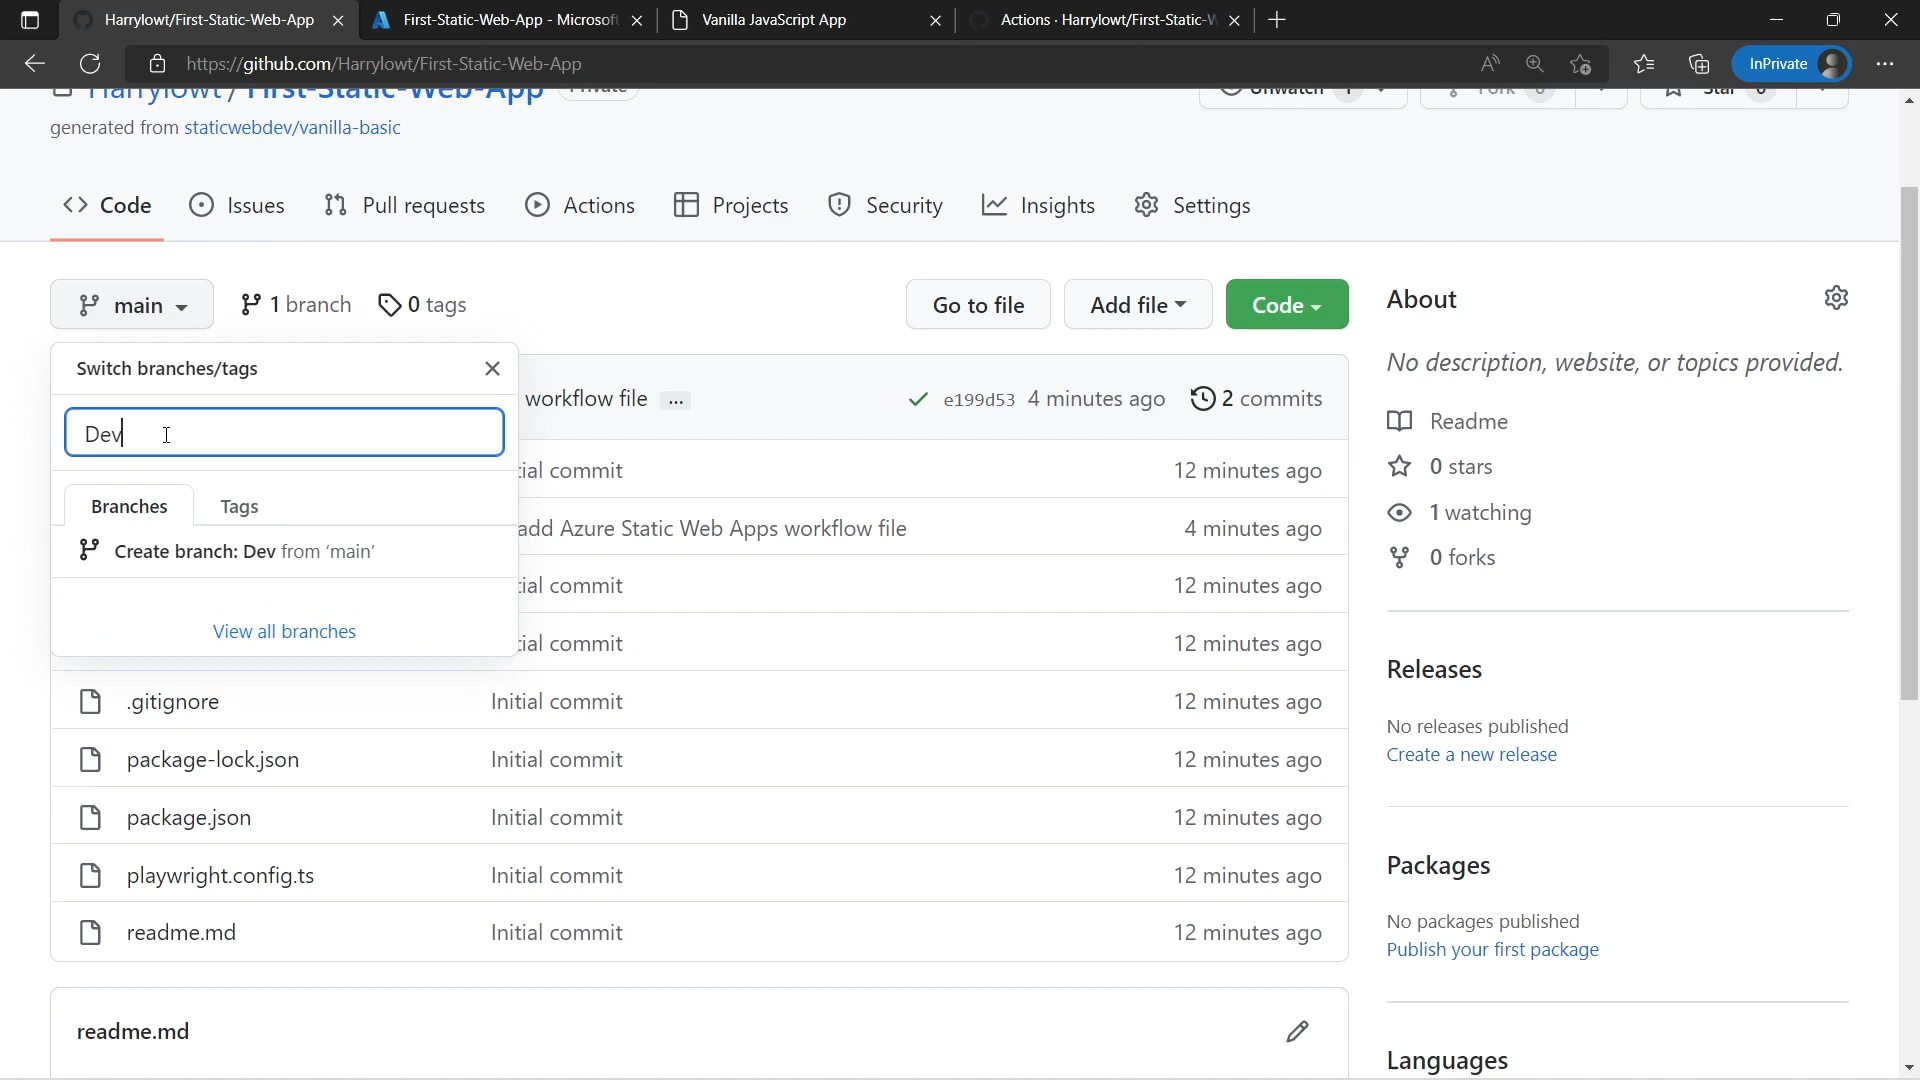 Harrylowt/First-Static-Web-App
First-Static-Web-App - Microsoft
Vanilla JavaScript App
Actions · Harrylowt/First-Static-W
https://github.com/Harrylowt/First-Static-Web-App
InPrivate
Harrylowt / First-Static-Web-App Private
Unwatch 1
Fork 0
Star 0
generated from staticwebdev/vanilla-basic
Code
Issues
Pull requests
Actions
Projects
Security
Insights
Settings
main
1 branch
0 tags
Go to file
Add file
Code
Switch branches/tags
Dev
Branches
Tags
Create branch: Dev from 'main'
View all branches
workflow file ...
e199d53 4 minutes ago
2 commits
tial commit 12 minutes ago
add Azure Static Web Apps workflow file 4 minutes ago
tial commit 12 minutes ago
tial commit 12 minutes ago
.gitignore Initial commit 12 minutes ago
package-lock.json Initial commit 12 minutes ago
package.json Initial commit 12 minutes ago
playwright.config.ts Initial commit 12 minutes ago
readme.md Initial commit 12 minutes ago
readme.md
About
No description, website, or topics provided.
Readme
0 stars
1 watching
0 forks
Releases
No releases published
Create a new release
Packages
No packages published
Publish your first package
Languages